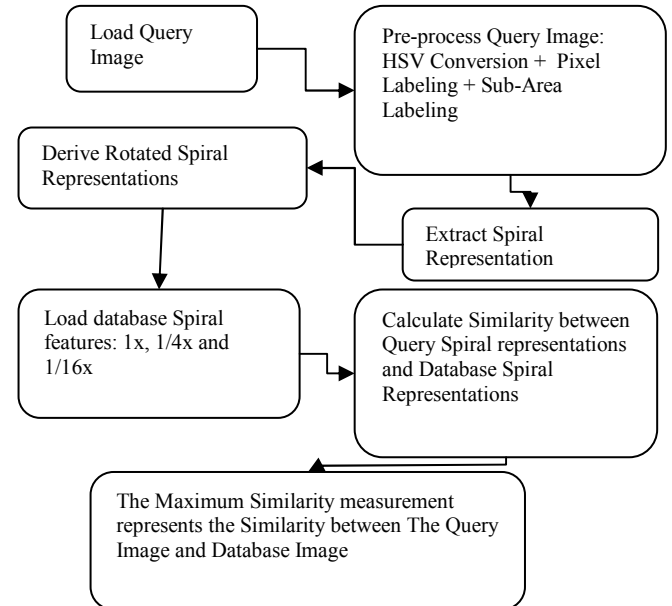 Load Query
Image
Pre-process Query Image:
HSV Conversion + Pixel
Labeling + Sub-Area
Labeling
Extract Spiral
Representation
Derive Rotated Spiral
Representations
Load database Spiral
features: 1x, 1/4x and
1/16x
Calculate Similarity between
Query Spiral representations
and Database Spiral
Representations
The Maximum Similarity measurement
represents the Similarity between The Query
Image and Database Image